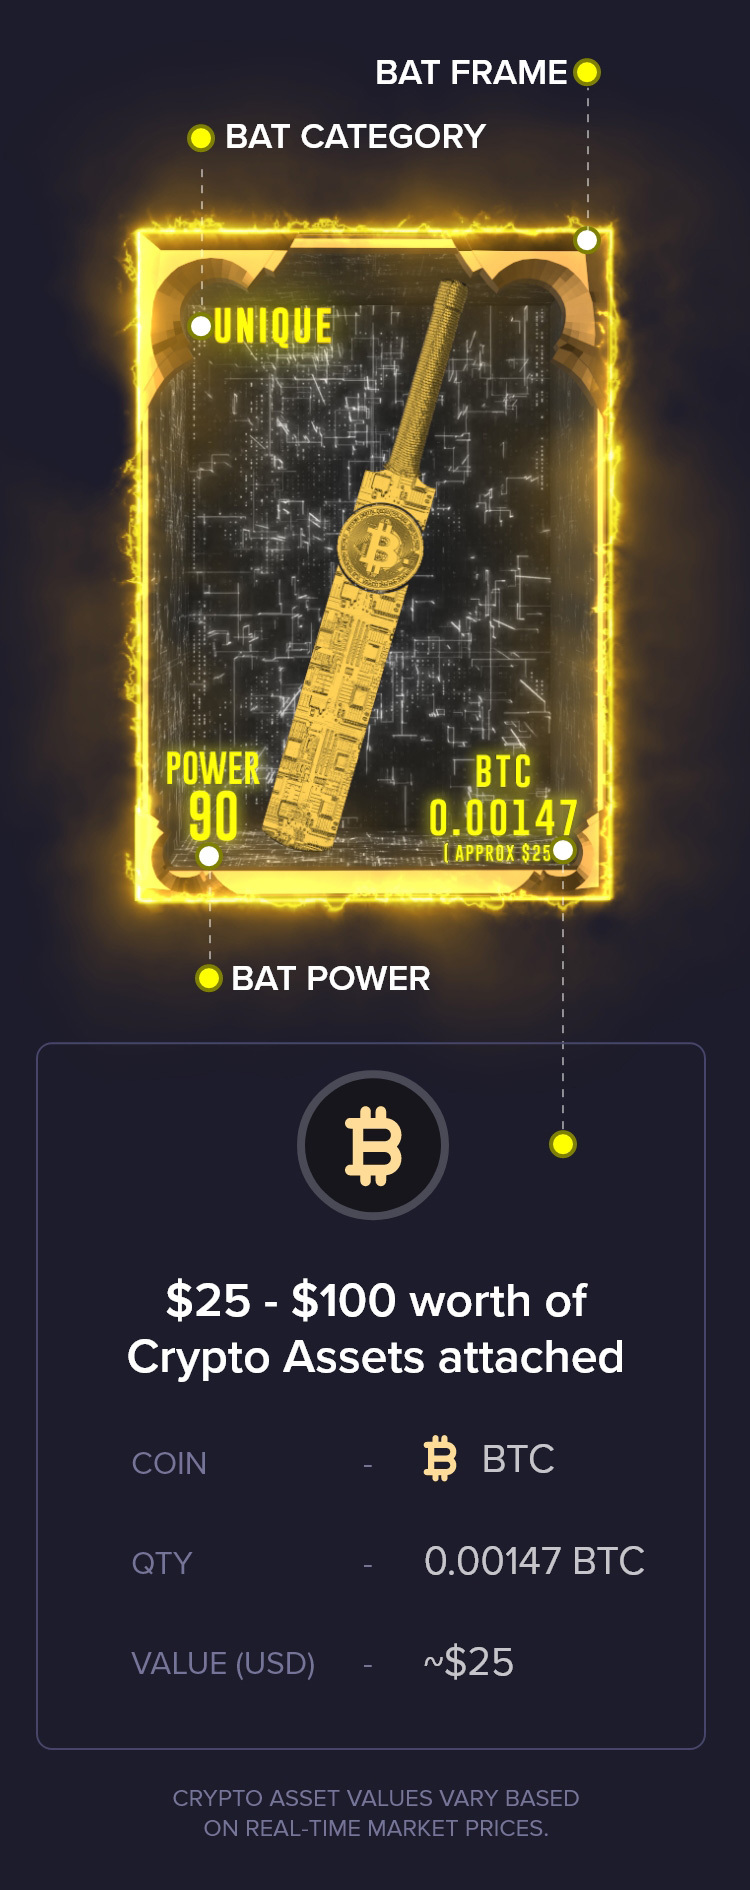 BAT FRAME
BAT CATEGORY
UNIQUE
POWER
90
BTC
0.00147
( APPROX $25
BAT POWER
$25 - $100 worth of
Crypto Assets attached
COIN - BTC
QTY - 0.00147 BTC
VALUE (USD) - ~$25
CRYPTO ASSET VALUES VARY BASED
ON REAL-TIME MARKET PRICES.